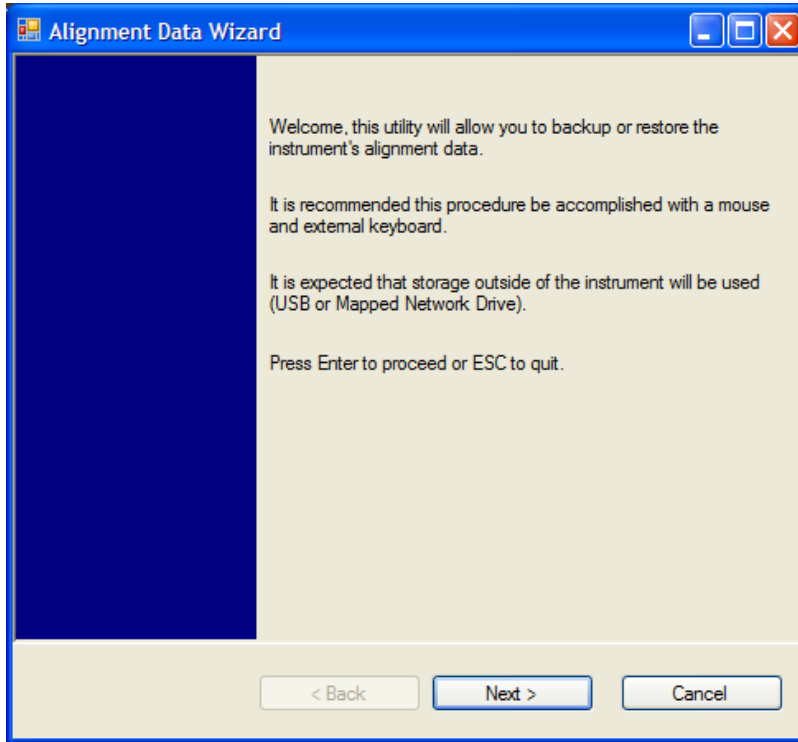 Alignment Data Wizard
Welcome, this utility will allow you to backup or restore the
instrument's alignment data.
It is recommended this procedure be accomplished with a mouse
and external keyboard.
It is expected that storage outside of the instrument will be used
(USB or Mapped Network Drive).
Press Enter to proceed or ESC to quit.
< Back
Next >
Cancel